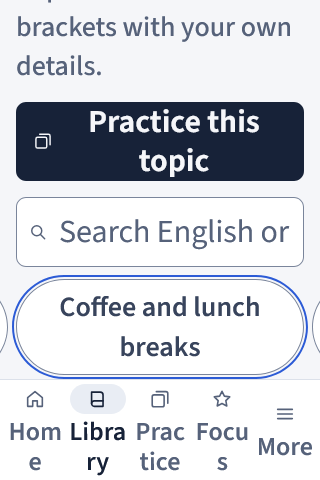 brackets with your own
details.
Practice this
topic
Search English or
Coffee and lunch
breaks
Hom
e
Libra
ry
Prac
tice
Focu
s
More